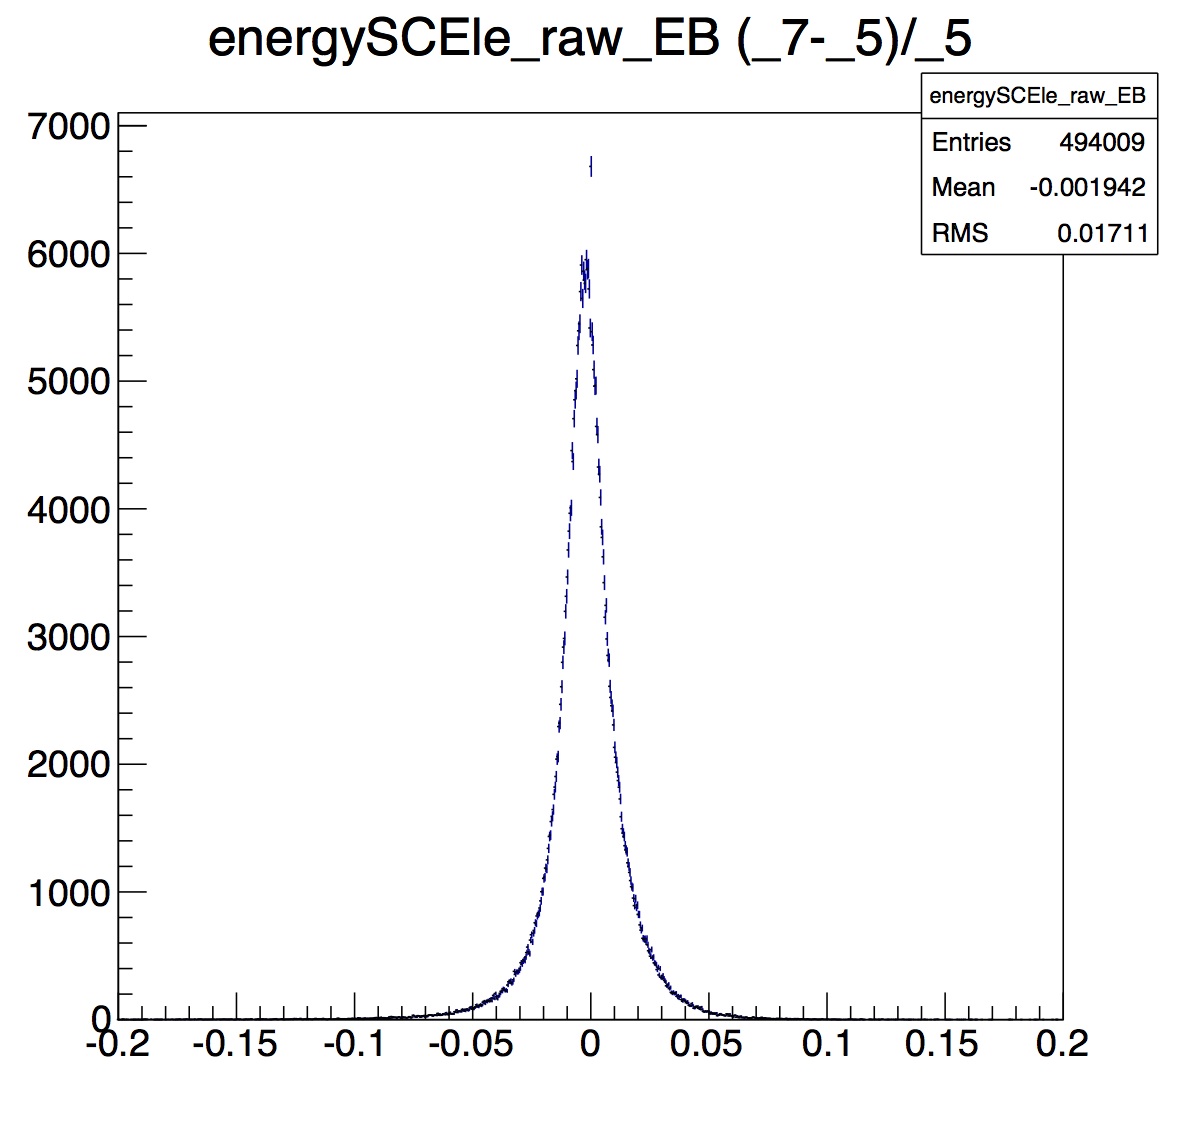 energySCEle_raw_EB (_7-_5)/_5
energySCEle_raw_EB
Entries 494009
Mean -0.001942
RMS 0.01711
7000
6000
5000
4000
3000
2000
1000
0
-0.2 -0.15 -0.1 -0.05 0 0.05 0.1 0.15 0.2